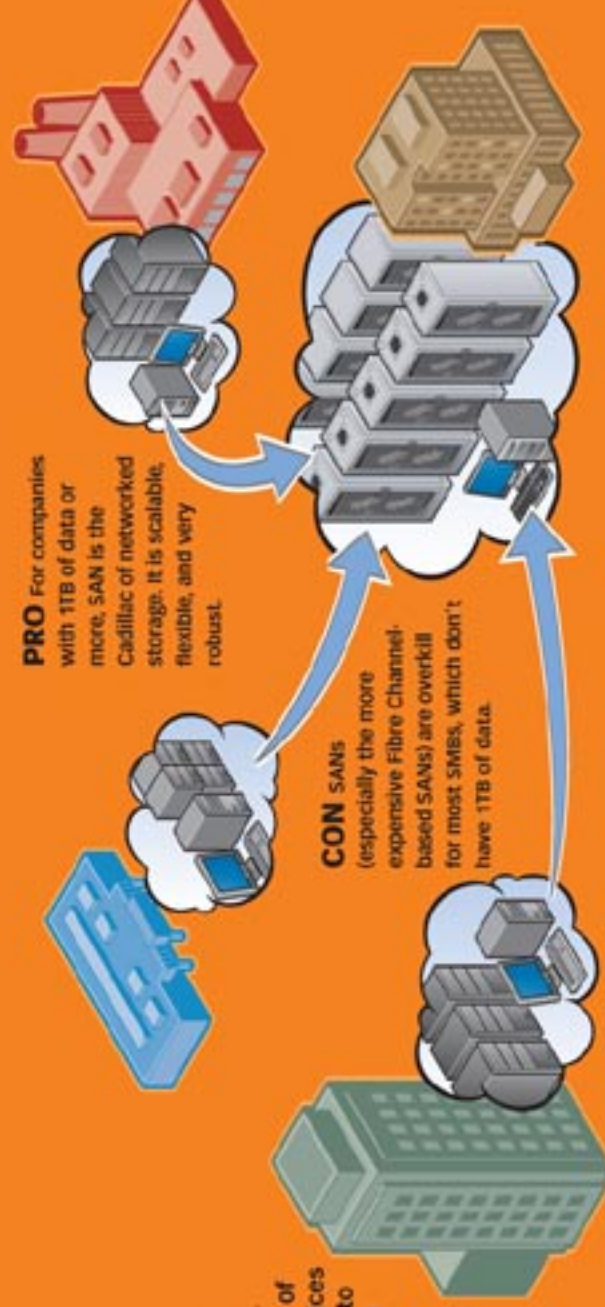 of
ces
to
PRO For companies
with 1TB of data or
more, SAN is the
Cadillac of networked
storage. It is scalable,
flexible, and very
robust.
CON SANs
(especially the more
expensive Fibre Channel-
based SANs) are overkill
for most SMBs, which don't
have 1TB of data.